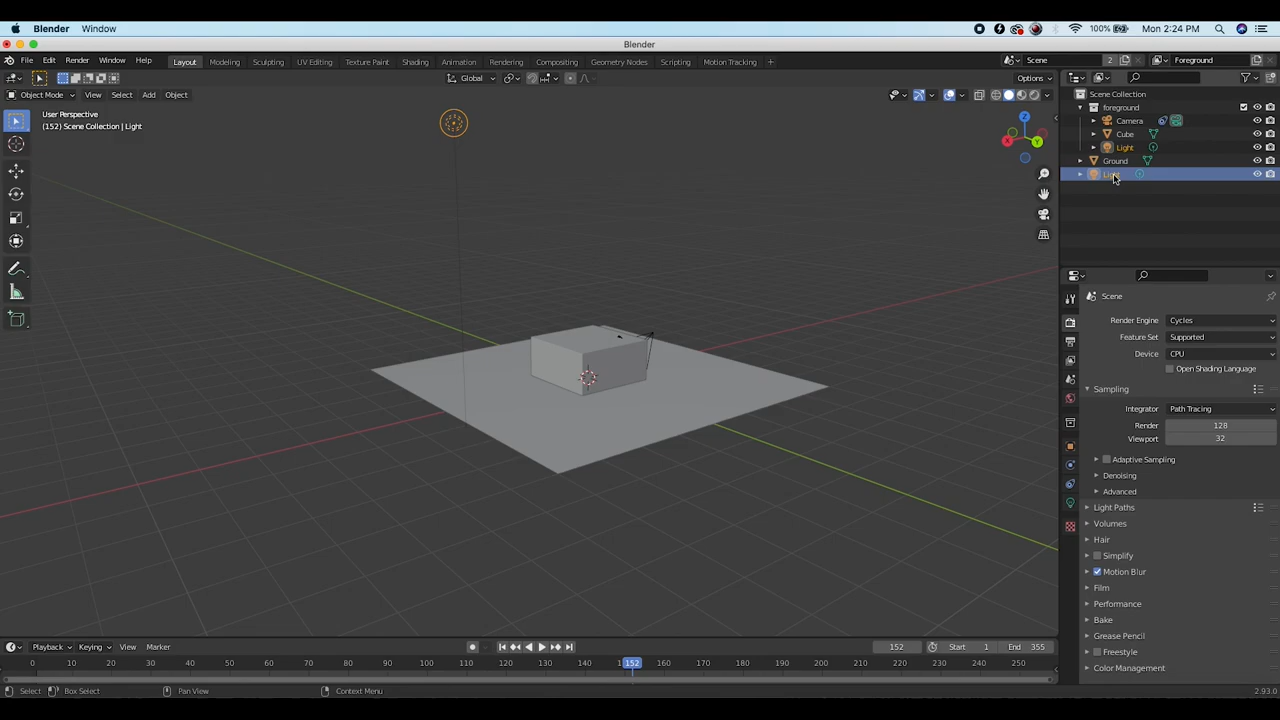 Blender Window 100% Mon 2:24 PM
Blender
File Edit Render Window Help Layout Modeling Sculpting UV Editing Texture Paint Shading Animation Rendering Compositing Geometry Nodes Scripting Motion Tracking + Scene 2 Foreground
Global Options
Object Mode View Select Add Object
User Perspective
(152) Scene Collection | Light
Z
X
Y
Scene Collection
foreground
Camera
Cube
Light
Ground
Light
Scene
Render Engine Cycles
Feature Set Supported
Device CPU
Open Shading Language
Sampling
Integrator Path Tracing
Render 128
Viewport 32
Adaptive Sampling
Denoising
Advanced
Light Paths
Volumes
Hair
Simplify
Motion Blur
Film
Performance
Bake
Grease Pencil
Freestyle
Color Management
Playback Keying View Marker 152 Start 1 End 355
0 10 20 30 40 50 60 70 80 90 100 110 120 130 140 152 160 170 180 190 200 210 220 230 240 250
Select Box Select Pan View Context Menu 2.93.0